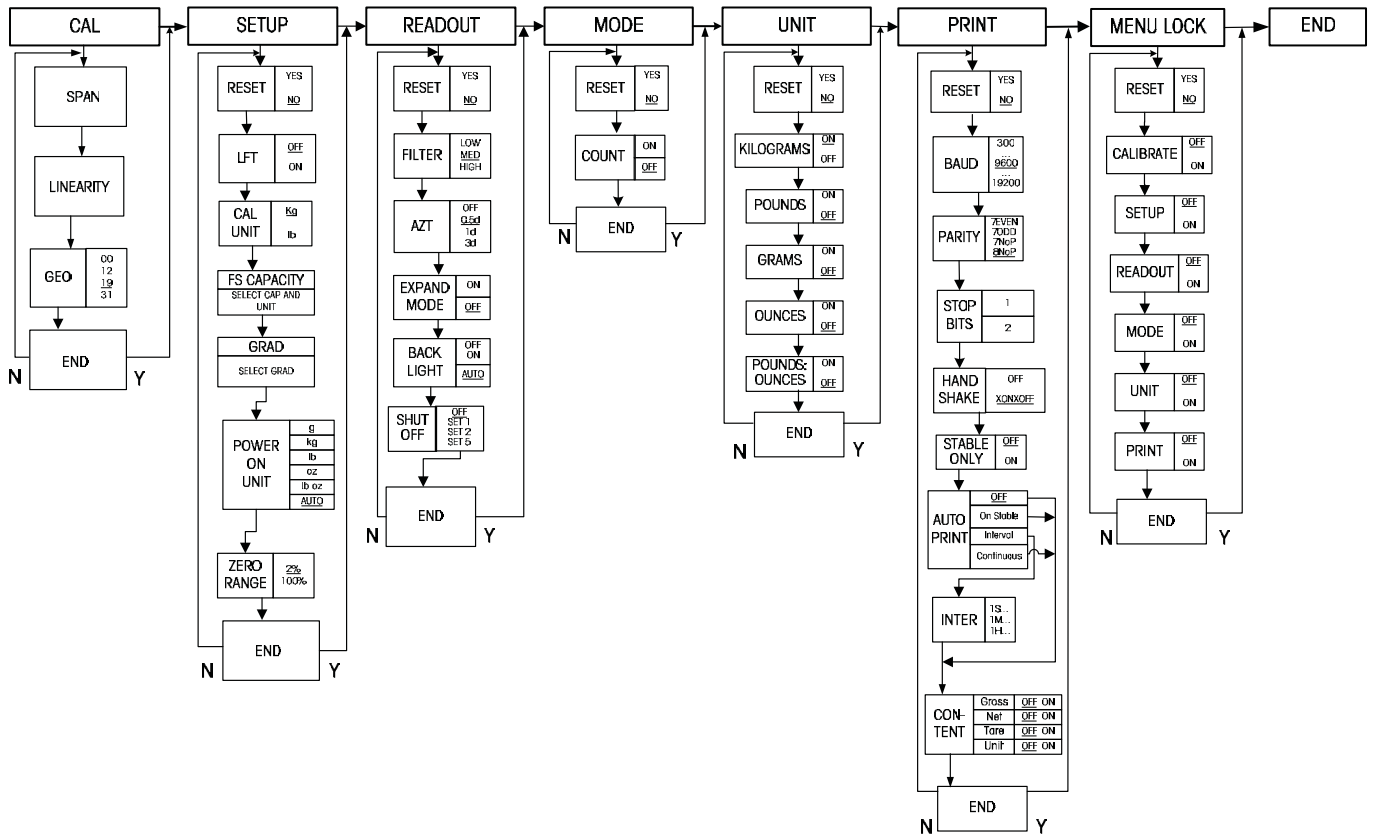 CAL
SPAN
LINEARITY
GEO
00
12
19
31
END
N
Y
SETUP
RESET
YES
NO
LFT
OFF
ON
CAL
UNIT
Kg
lb
FS CAPACITY
SELECT CAP AND
UNIT
GRAD
SELECT GRAD
POWER
ON
UNIT
g
kg
lb
oz
lb oz
AUTO
ZERO
RANGE
2%
100%
END
N
Y
READOUT
RESET
YES
NO
FILTER
LOW
MED
HIGH
AZT
OFF
0.5d
1d
3d
EXPAND
MODE
ON
OFF
BACK
LIGHT
OFF
ON
AUTO
SHUT
OFF
OFF
SET 1
SET 2
SET 5
END
N
Y
MODE
RESET
YES
NO
COUNT
ON
OFF
END
N
Y
UNIT
RESET
YES
NO
KILOGRAMS
ON
OFF
POUNDS
ON
OFF
GRAMS
ON
OFF
OUNCES
ON
OFF
POUNDS:
OUNCES
ON
OFF
END
N
Y
PRINT
RESET
YES
NO
BAUD
300
...
9600
...
19200
PARITY
7EVEN
7ODD
7NoP
8NoP
STOP
BITS
1
2
HAND
SHAKE
OFF
XONXOFF
STABLE
ONLY
OFF
ON
AUTO
PRINT
OFF
On Stable
Interval
Continuous
INTER
1S...
1M...
1H...
CON-
TENT
Gross OFF ON
Net OFF ON
Tare OFF ON
Unit OFF ON
END
N
Y
MENU LOCK
RESET
YES
NO
CALIBRATE
OFF
ON
SETUP
OFF
ON
READOUT
OFF
ON
MODE
OFF
ON
UNIT
OFF
ON
PRINT
OFF
ON
END
N
Y
END